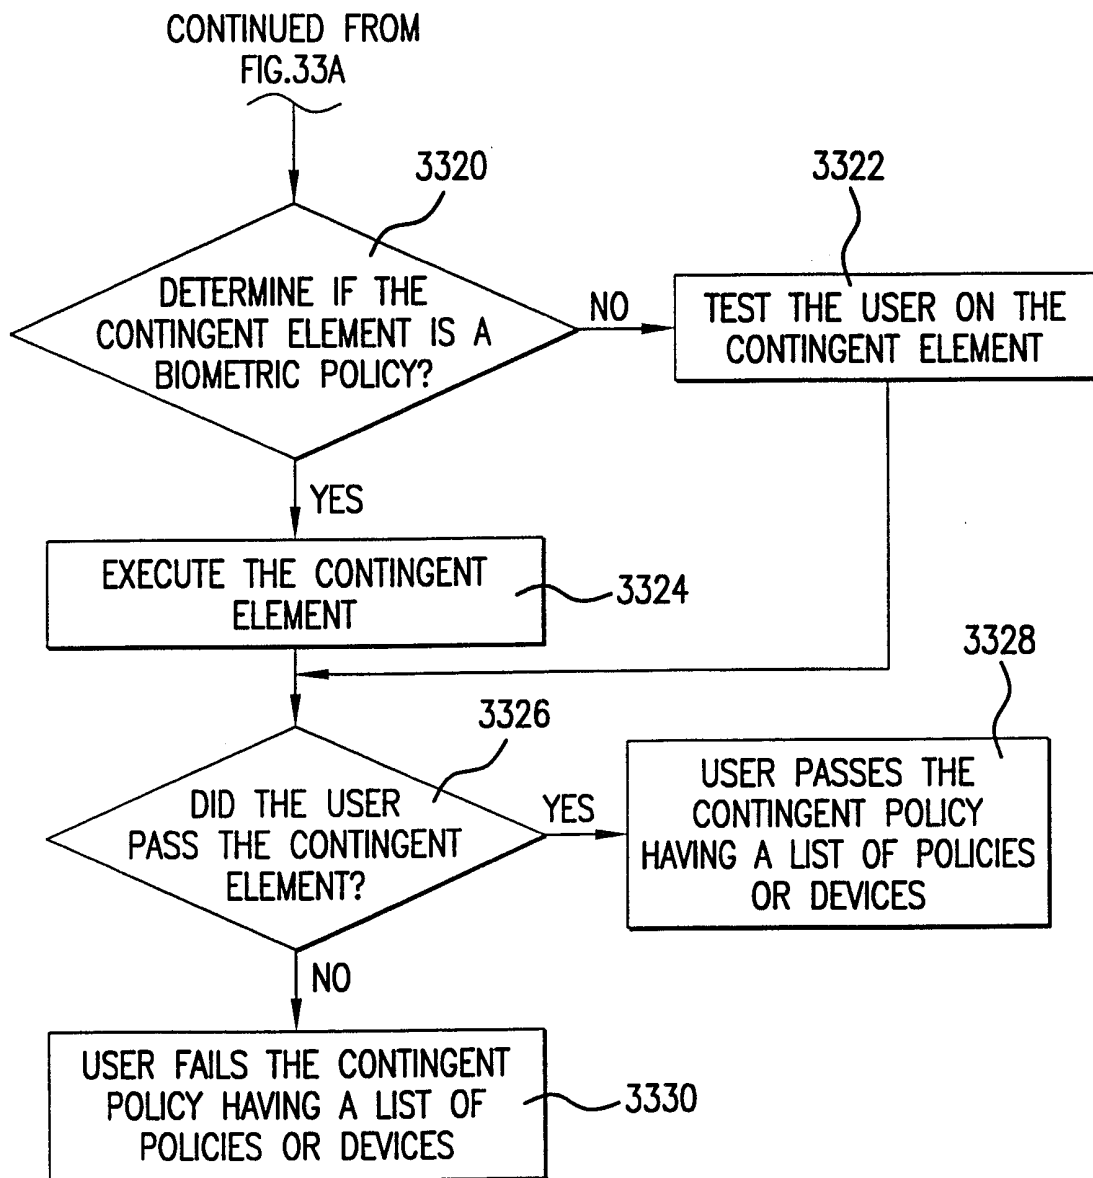 CONTINUED FROM
FIG.33A
3320
3322
DETERMINE IF THE
CONTINGENT ELEMENT IS A
BIOMETRIC POLICY?
NO
TEST THE USER ON THE
CONTINGENT ELEMENT
YES
EXECUTE THE CONTINGENT
ELEMENT
3324
3328
3326
DID THE USER
PASS THE CONTINGENT
ELEMENT?
YES
USER PASSES THE
CONTINGENT POLICY
HAVING A LIST OF POLICIES
OR DEVICES
NO
USER FAILS THE CONTINGENT
POLICY HAVING A LIST OF
POLICIES OR DEVICES
3330